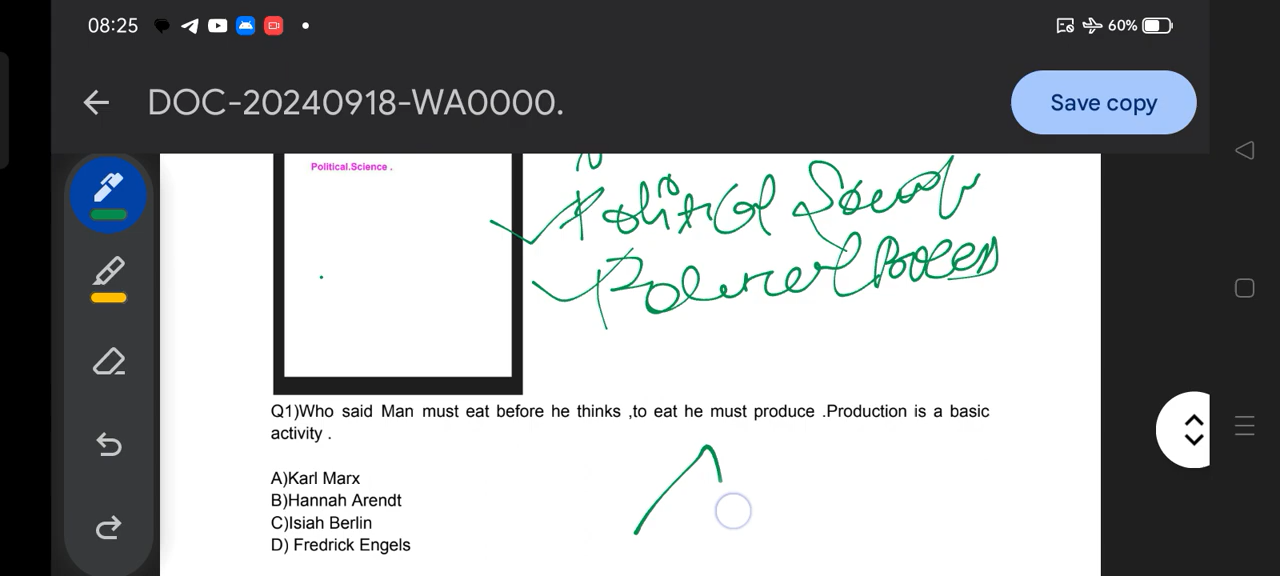 08:25
60%
DOC-20240918-WA0000.
Save copy
Political.Science .
Political
Q1)Who said Man must eat before he thinks ,to eat he must produce .Production is a basic
activity .
A)Karl Marx
B)Hannah Arendt
C)Isiah Berlin
D) Fredrick Engels